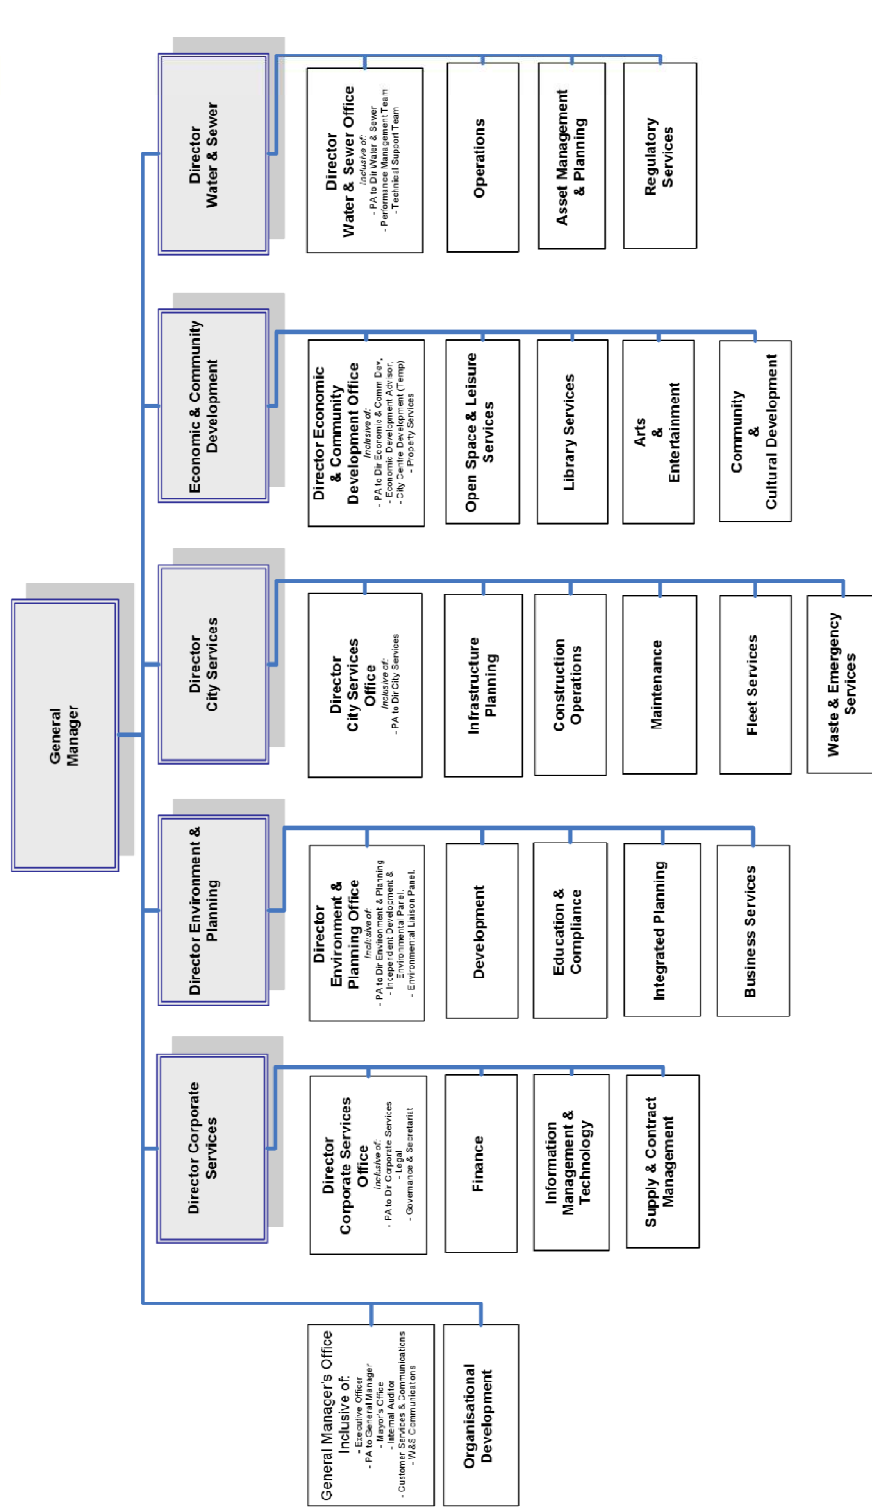 General
Manager
General Manager's Office
Inclusive of:
- Executive Officer
- PA to General Manager
- Mayor's Office
- Internal Auditor
- Customer Services & Communications
- W&S Communications
Organisational
Development
Director Corporate
Services
Director
Corporate Services
Office
Inclusive of:
- PA to Dir Corporate Services
- Legal
- Governance & Secretariat
Finance
Information
Management &
Technology
Supply & Contract
Management
Director Environment &
Planning
Director
Environment &
Planning Office
Inclusive of:
- PA to Dir Environment & Planning
- Independent Development &
Environmental Panel.
- Environmental Liaison Panel.
Development
Education &
Compliance
Integrated Planning
Business Services
Director
City Services
Director
City Services
Office
Inclusive of:
- PA to Dir City Services
Infrastructure
Planning
Construction
Operations
Maintenance
Fleet Services
Waste & Emergency
Services
Economic & Community
Development
Director Economic
& Community
Development Office
Inclusive of:
- PA to Dir Economic & Comm Dev,
- Economic Development Advisor,
- City Centre Development (Temp)
- Property Services
Open Space & Leisure
Services
Library Services
Arts
&
Entertainment
Community
&
Cultural Development
Director
Water & Sewer
Director
Water & Sewer Office
Inclusive of:
- PA to Dir Water & Sewer
- Performance Management Team
- Technical Support Team
Operations
Asset Management
& Planning
Regulatory
Services